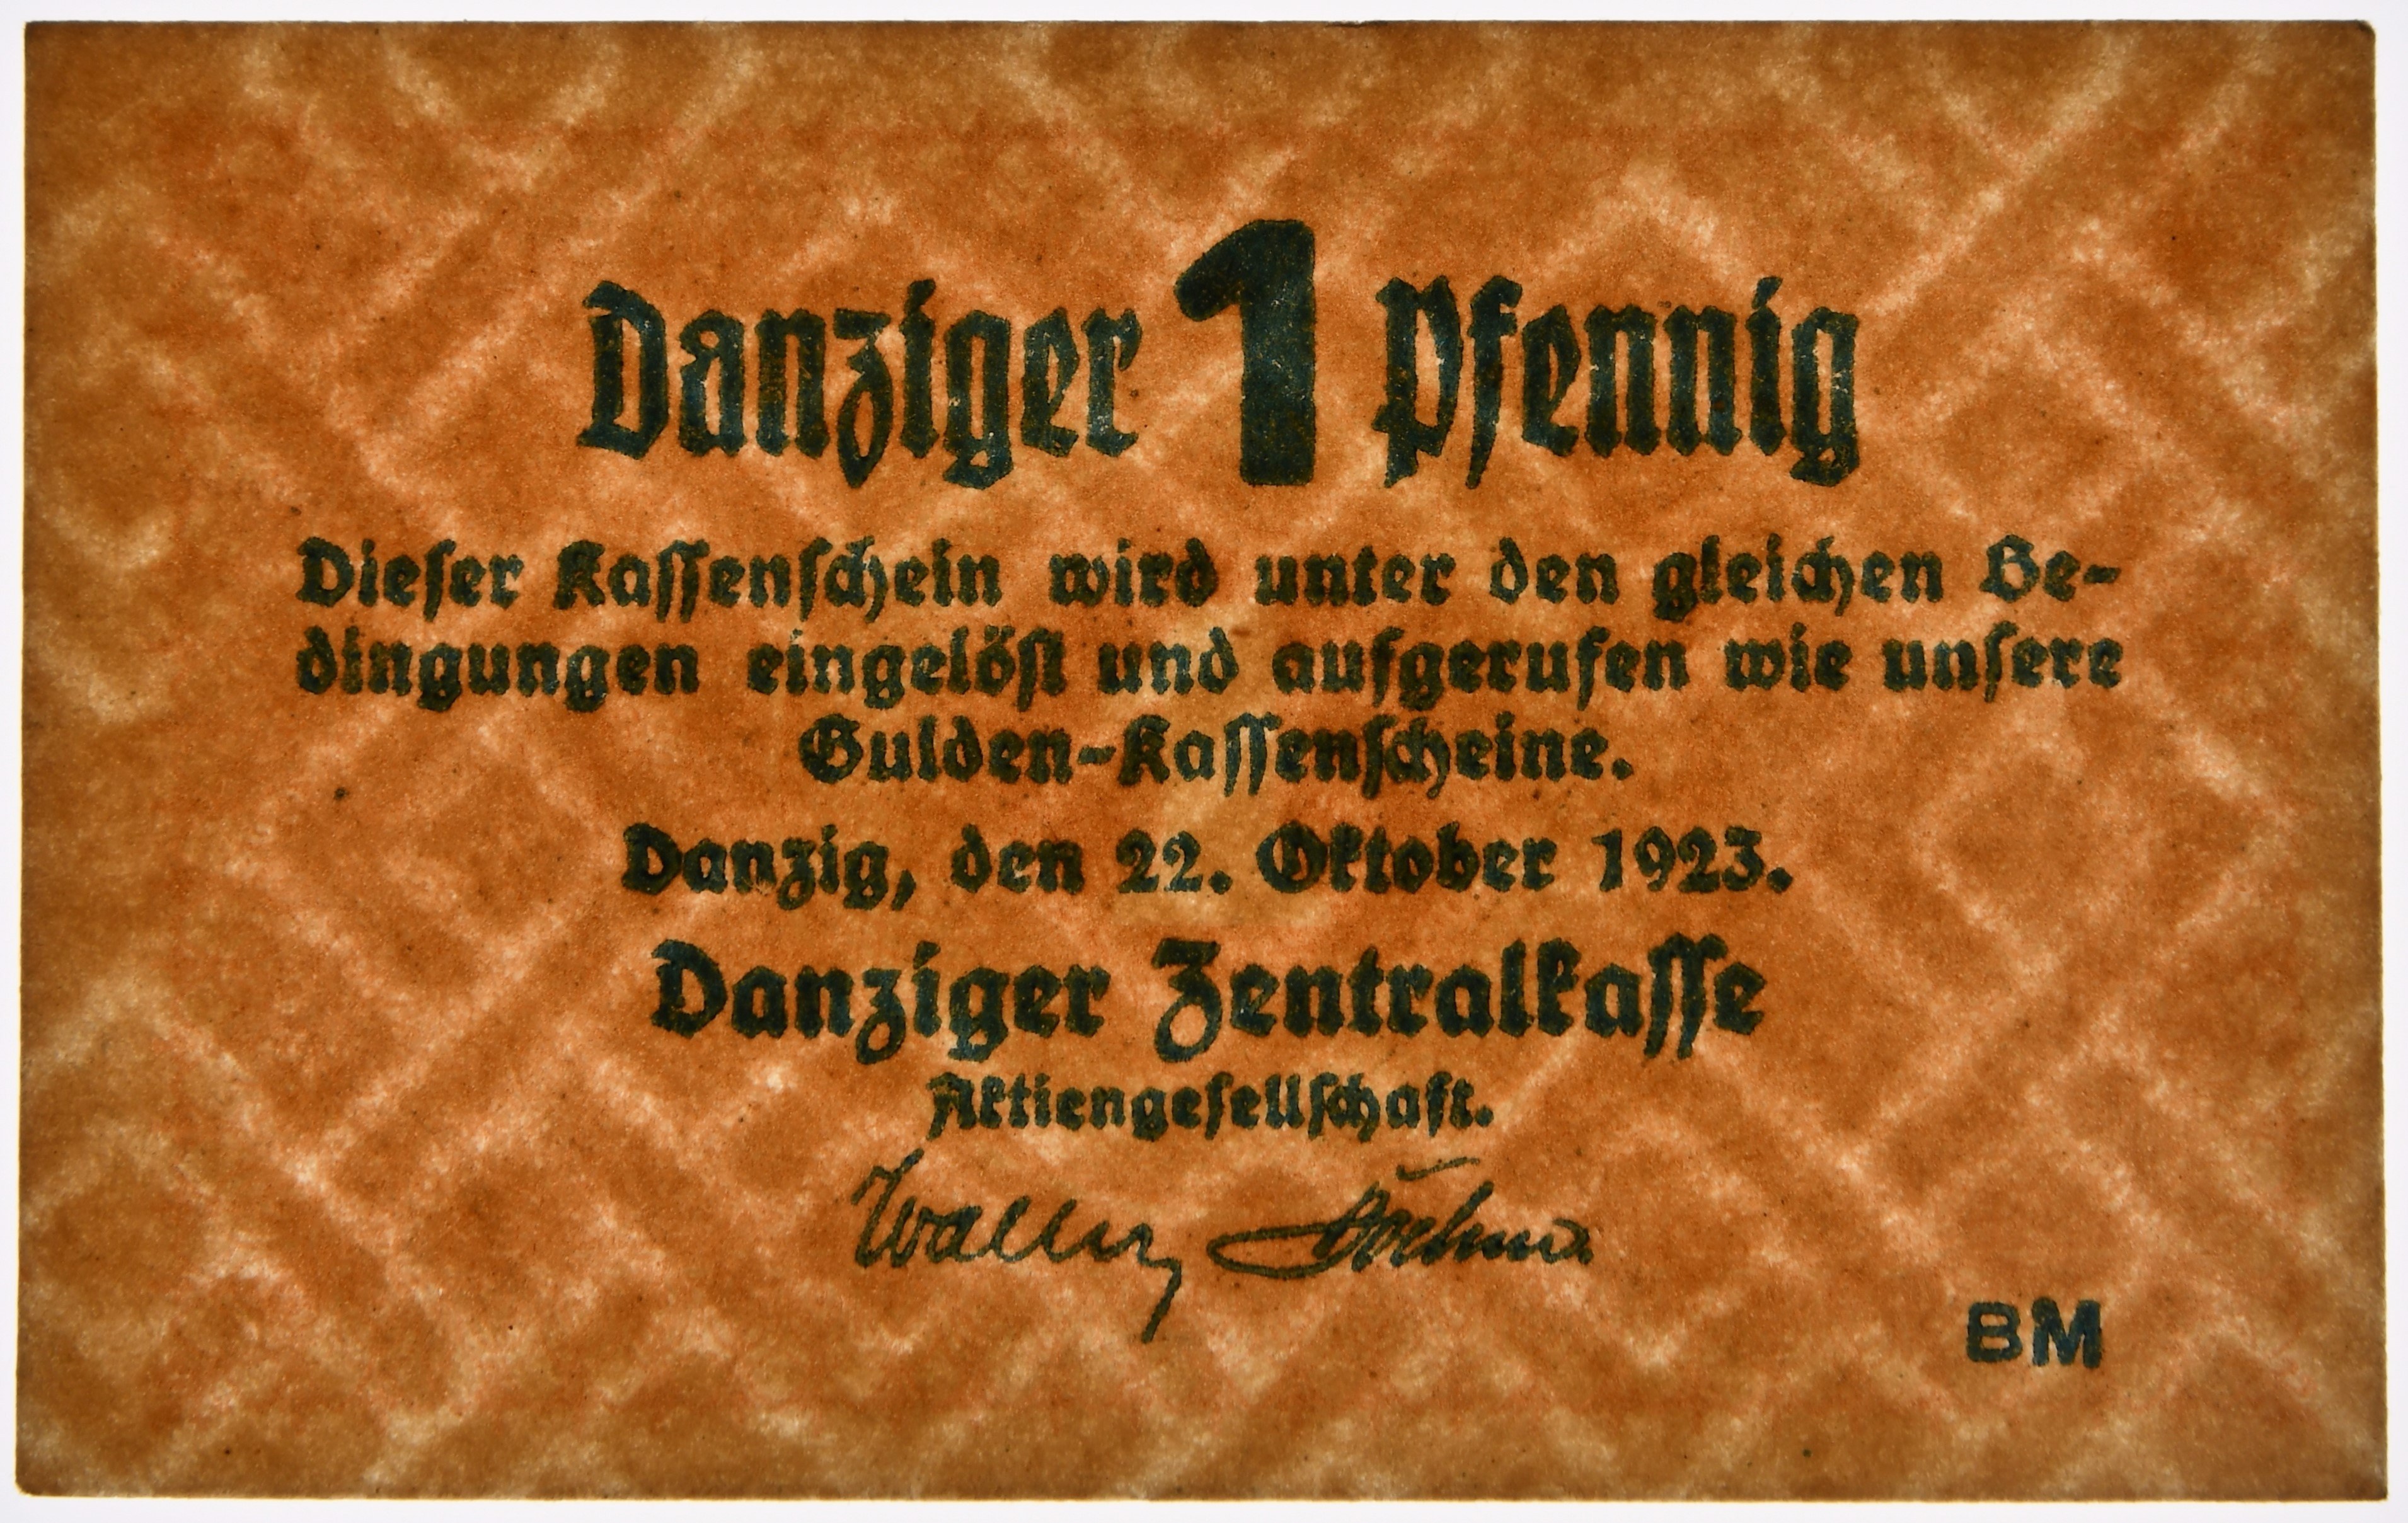 Danziger 1 Pfennig
Dieser Kassenschein wird unter den gleichen Be-
dingungen eingelöst und aufgerufen wie unsere
Gulden-Kassenscheine.
Danzig, den 22. Oktober 1923.
Danziger Zentralkasse
Aktiengesellschaft.
BM